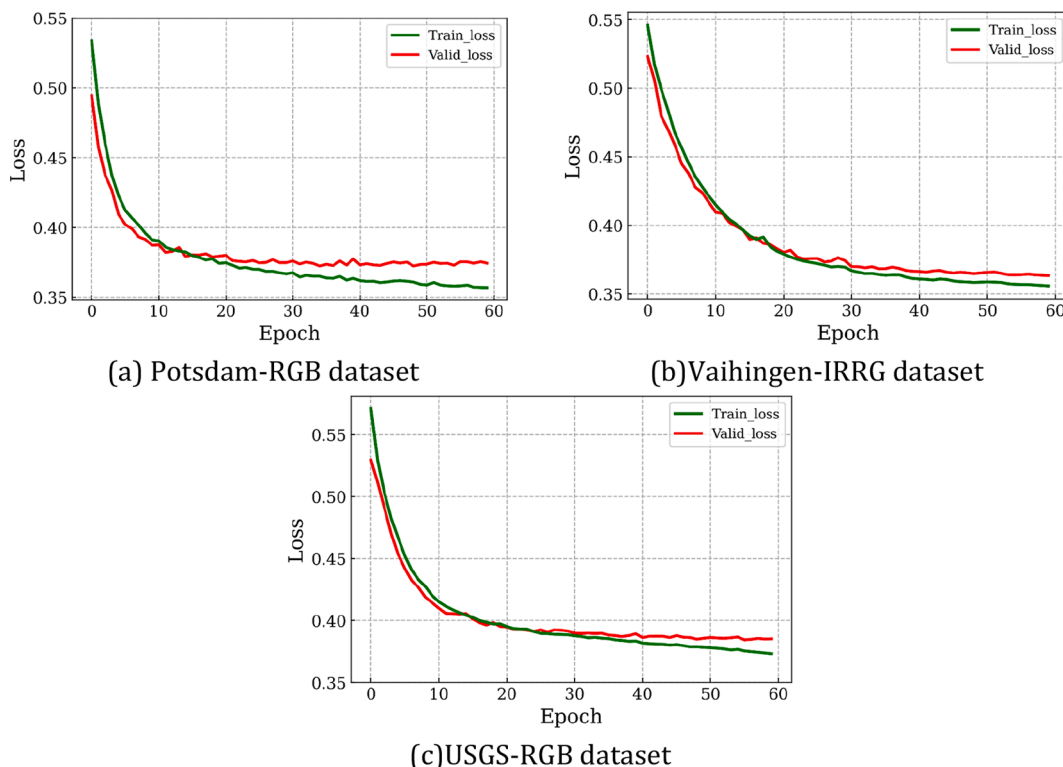 0.55
0.50
0.45
0.40
0.35
Loss
Train_loss
Valid_loss
0 10 20 30 40 50 60
Epoch
(a) Potsdam-RGB dataset
0.55
0.50
0.45
0.40
0.35
Loss
Train_loss
Valid_loss
0 10 20 30 40 50 60
Epoch
(b)Vaihingen-IRRG dataset
0.55
0.50
0.45
0.40
0.35
Loss
Train_loss
Valid_loss
0 10 20 30 40 50 60
Epoch
(c)USGS-RGB dataset